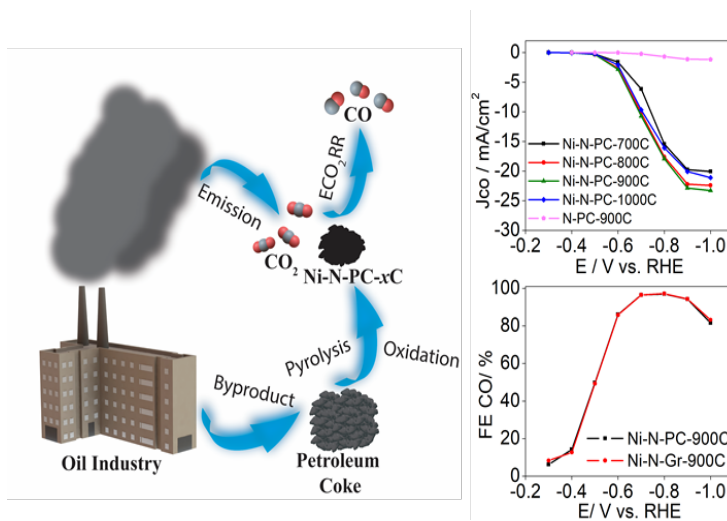 CO
ECO₂RR
Emission
CO₂
Ni-N-PC-xC
Pyrolysis
Oxidation
Byproduct
Oil Industry
Petroleum
Coke
Jco / mA/cm²
0
-5
-10
-15
-20
-25
-30
Ni-N-PC-700C
Ni-N-PC-800C
Ni-N-PC-900C
Ni-N-PC-1000C
N-PC-900C
-0.2 -0.4 -0.6 -0.8 -1.0
E / V vs. RHE
FE CO/ %
100
80
60
40
20
0
Ni-N-PC-900C
Ni-N-Gr-900C
-0.2 -0.4 -0.6 -0.8 -1.0
E/ V vs. RHE